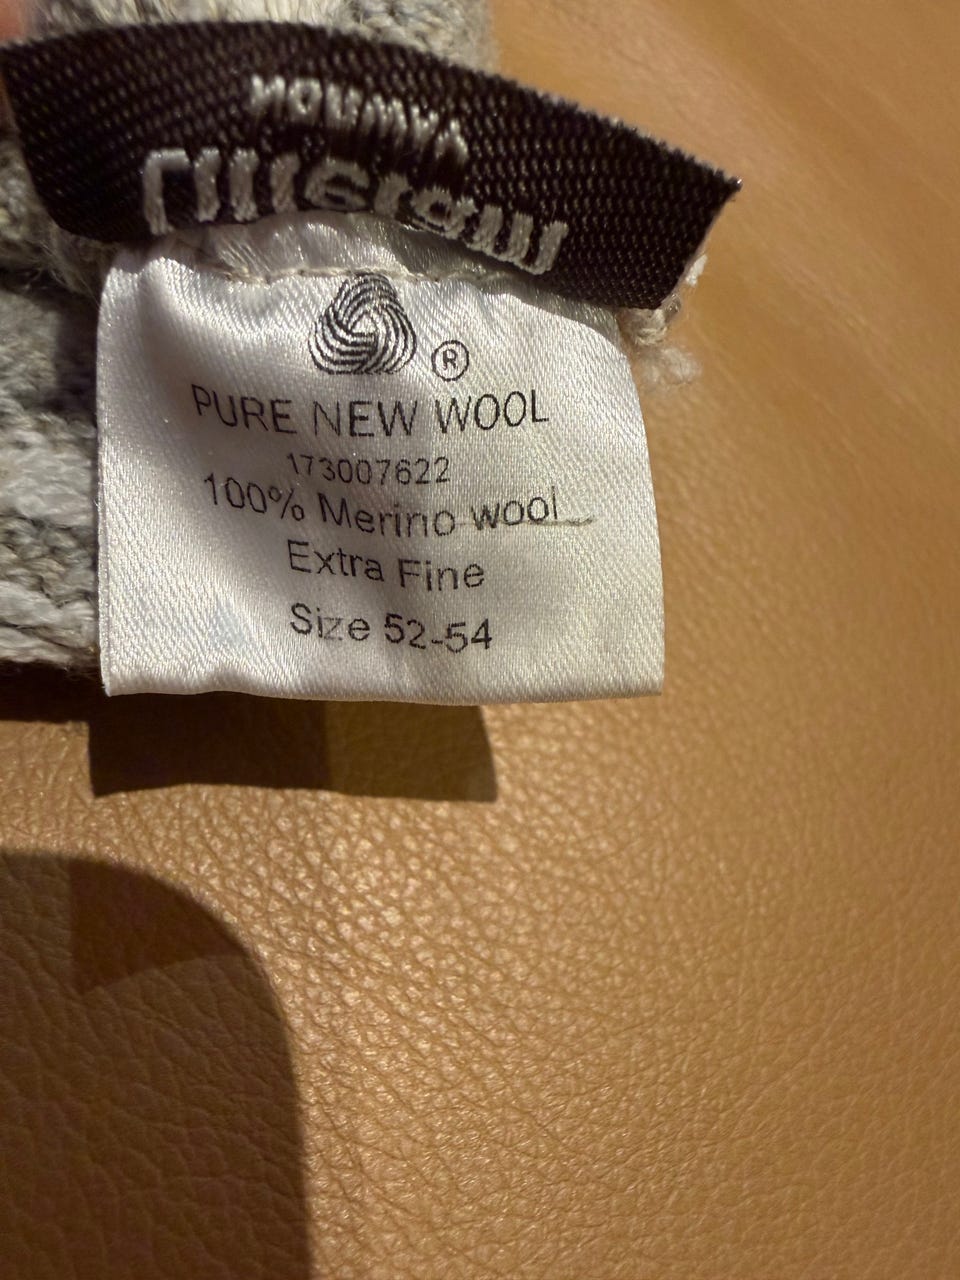 ®
PURE NEW WOOL
173007622
100% Merino wool
Extra Fine
Size 52-54